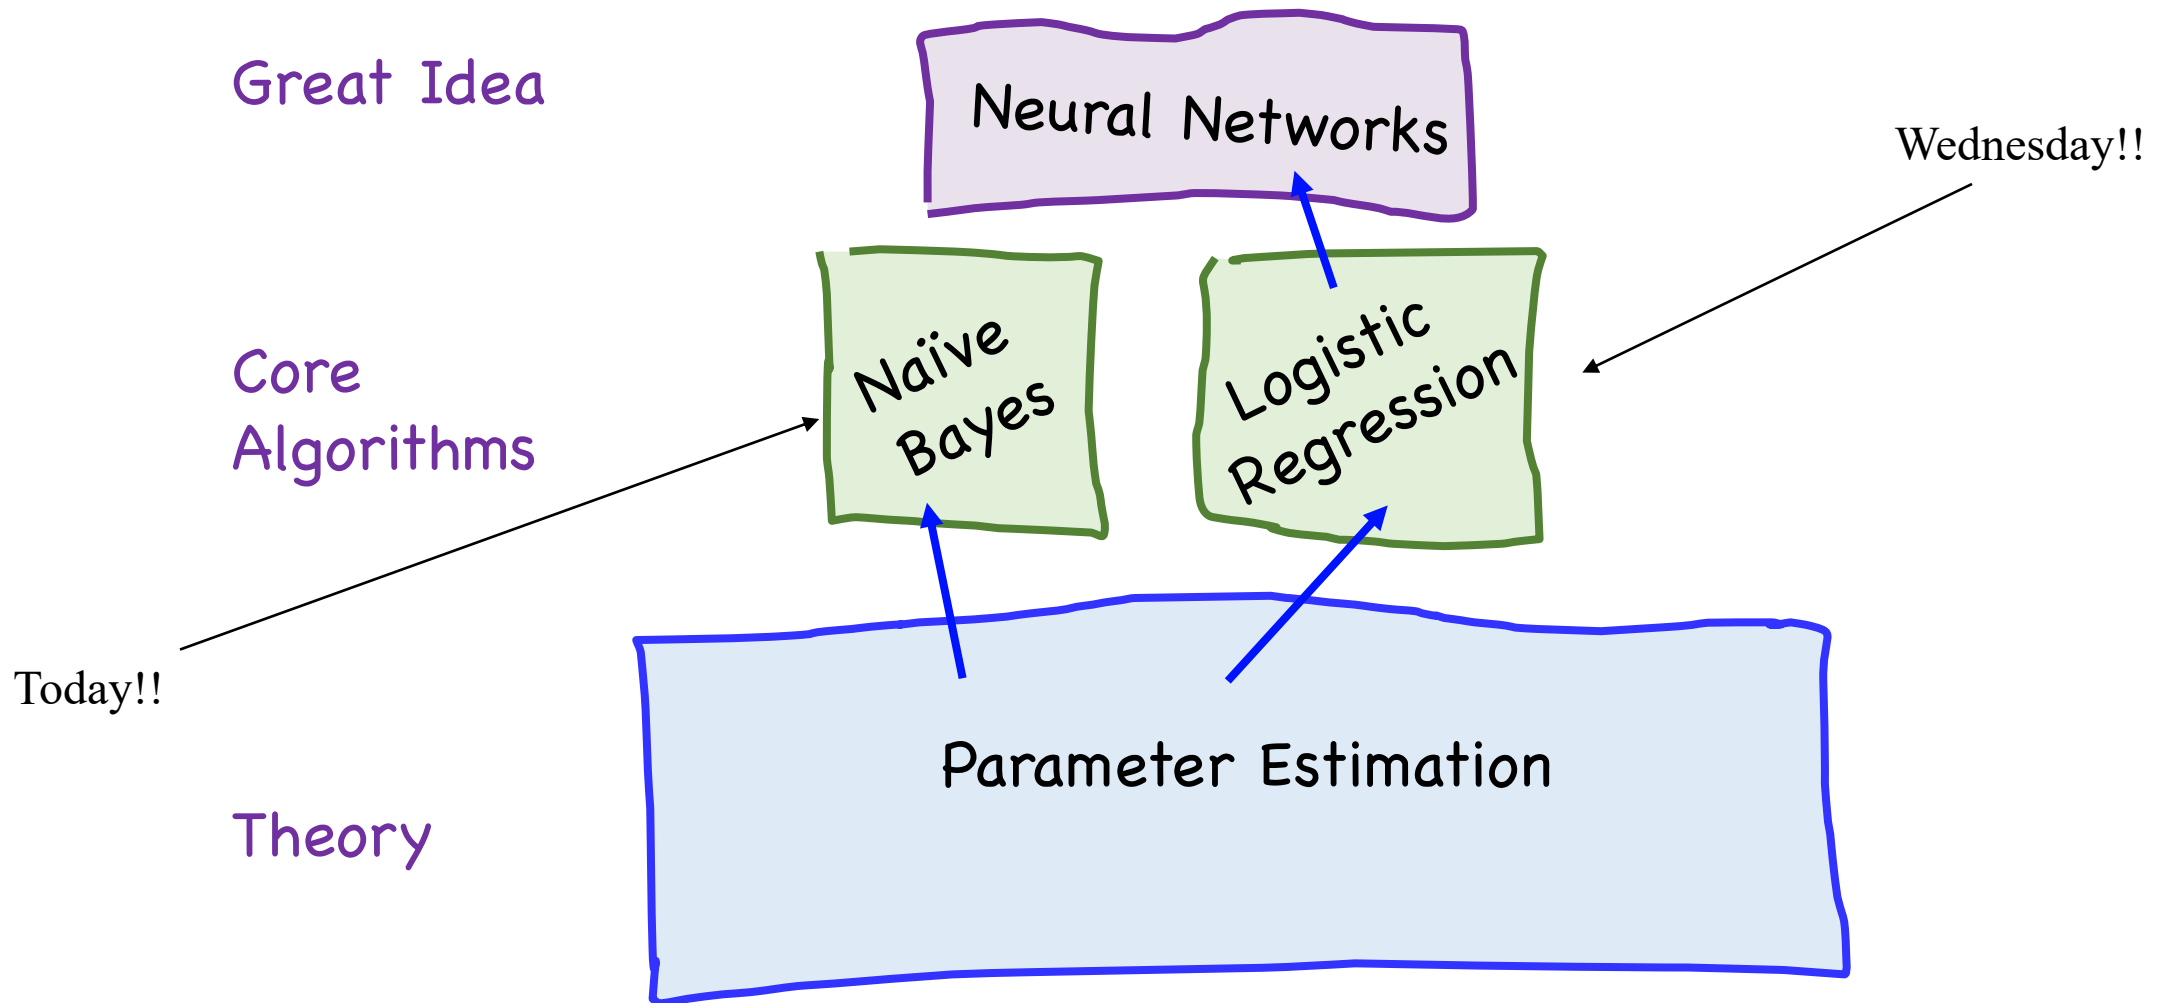 Great Idea
Neural Networks
Wednesday!!
Core
Algorithms
Naïve
Bayes
Logistic
Regression
Today!!
Parameter Estimation
Theory